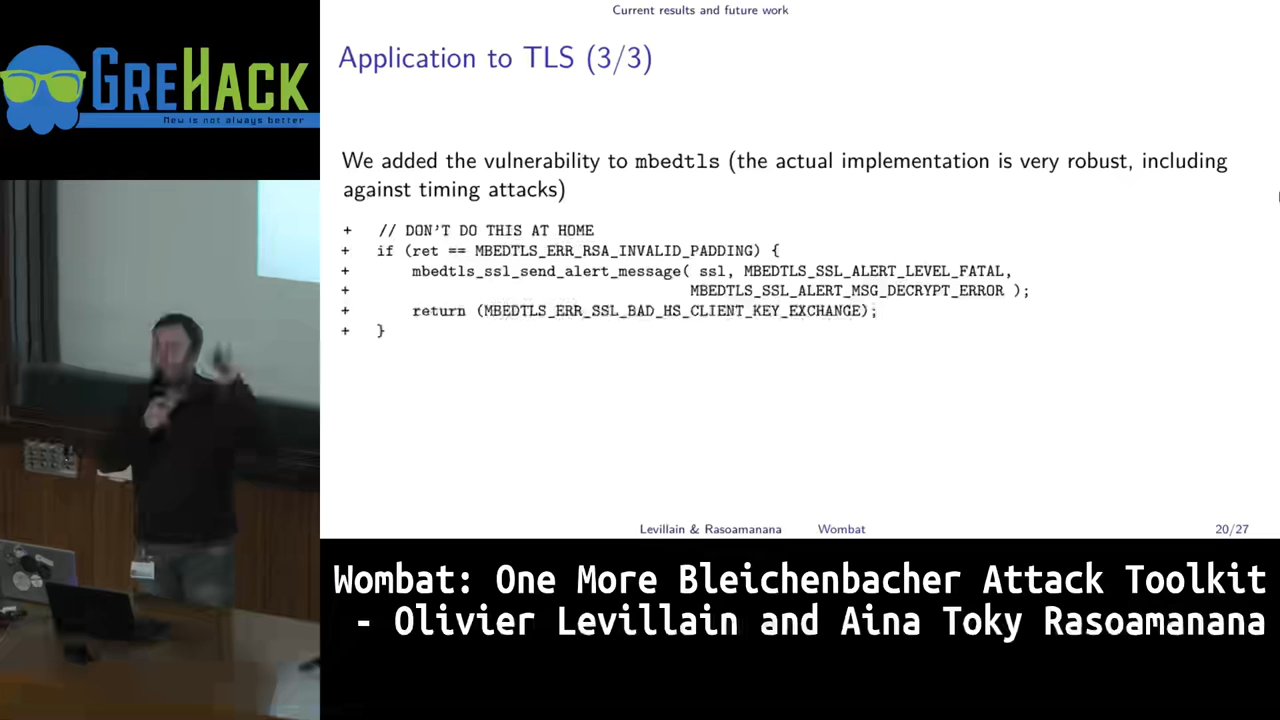 Current results and future work
GREHACK
New is not always better
Application to TLS (3/3)
We added the vulnerability to mbedtls (the actual implementation is very robust, including
against timing attacks)
+ // DON'T DO THIS AT HOME
+ if (ret == MBEDTLS_ERR_RSA_INVALID_PADDING) {
+ mbedtls_ssl_send_alert_message( ssl, MBEDTLS_SSL_ALERT_LEVEL_FATAL,
+ MBEDTLS_SSL_ALERT_MSG_DECRYPT_ERROR );
+ return (MBEDTLS_ERR_SSL_BAD_HS_CLIENT_KEY_EXCHANGE);
+ }
Levillain & Rasoamanana Wombat 20/27
Wombat: One More Bleichenbacher Attack Toolkit
- Olivier Levillain and Aina Toky Rasoamanana